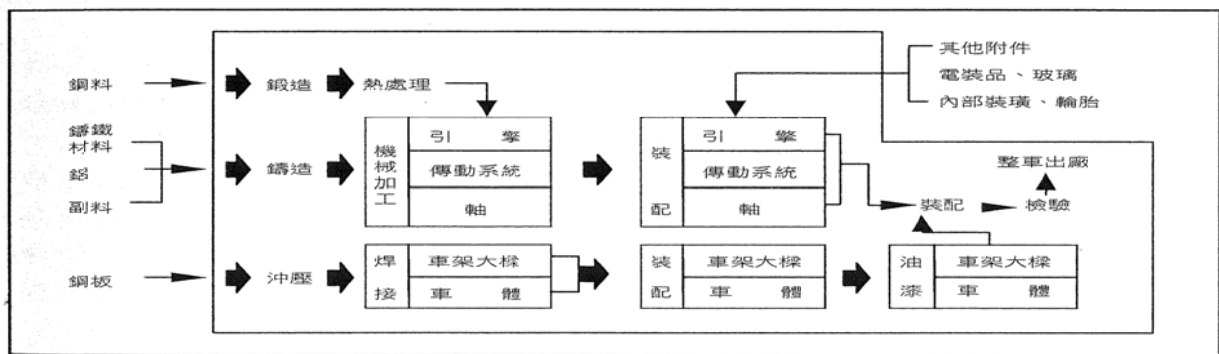 其他附件
鋼料
鍛造
熱處理
電裝品、玻璃
內部裝璜、輪胎
鑄鐵
材料
鋁
副料
鑄造
機械加工
引擎
傳動系統
軸
裝配
引擎
傳動系統
軸
整車出廠
裝配
檢驗
鋼板
沖壓
焊接
車架大樑
車體
裝配
車架大樑
車體
油漆
車架大樑
車體